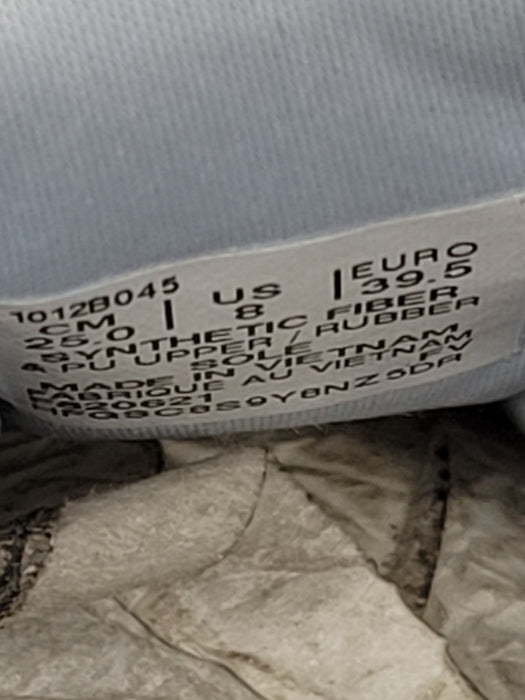 1012B045
CM | US | EURO
25.0 8 39.5
SYNTHETIC FIBER
& PU UPPER / RUBBER
SOLE
MADE IN VIETNAM
FABRIQUE AU VIETNAM
FV